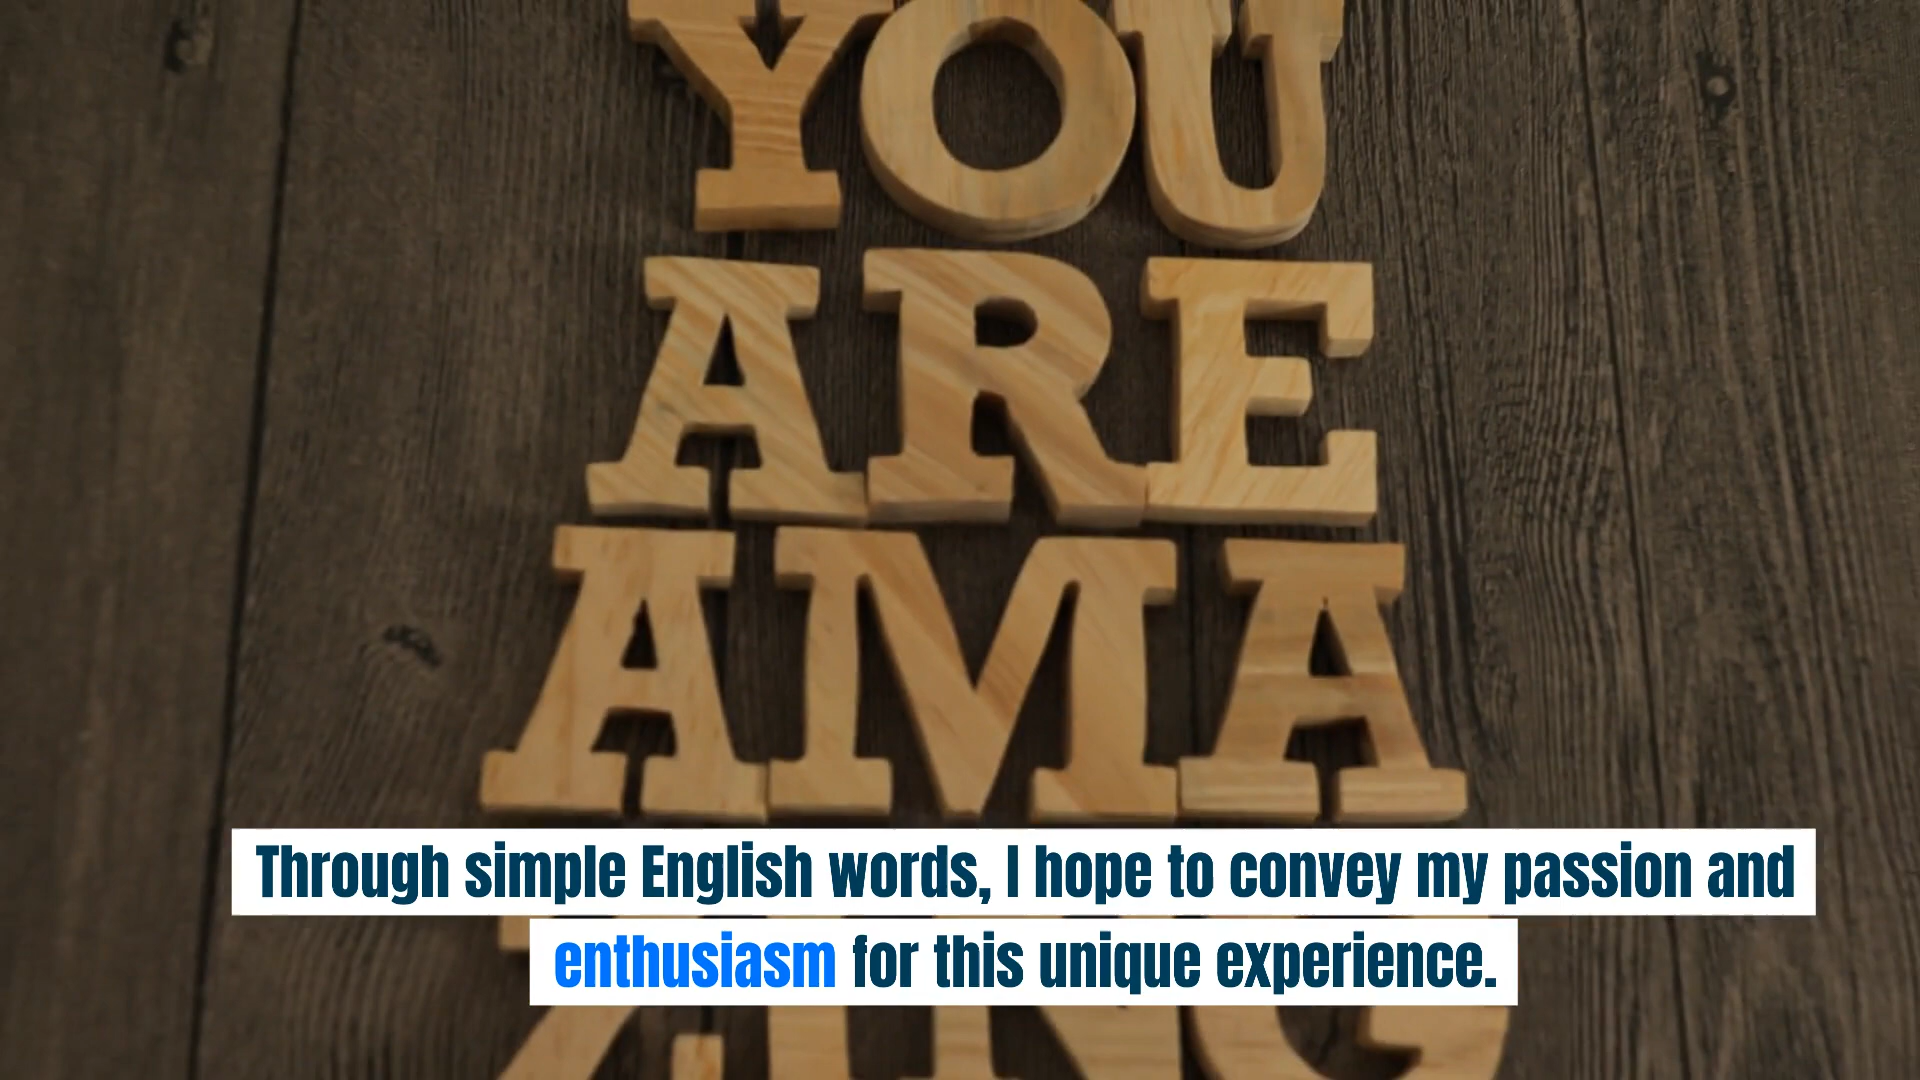 YOU
ARE
AMA
ZING
Through simple English words, I hope to convey my passion and
enthusiasm for this unique experience.